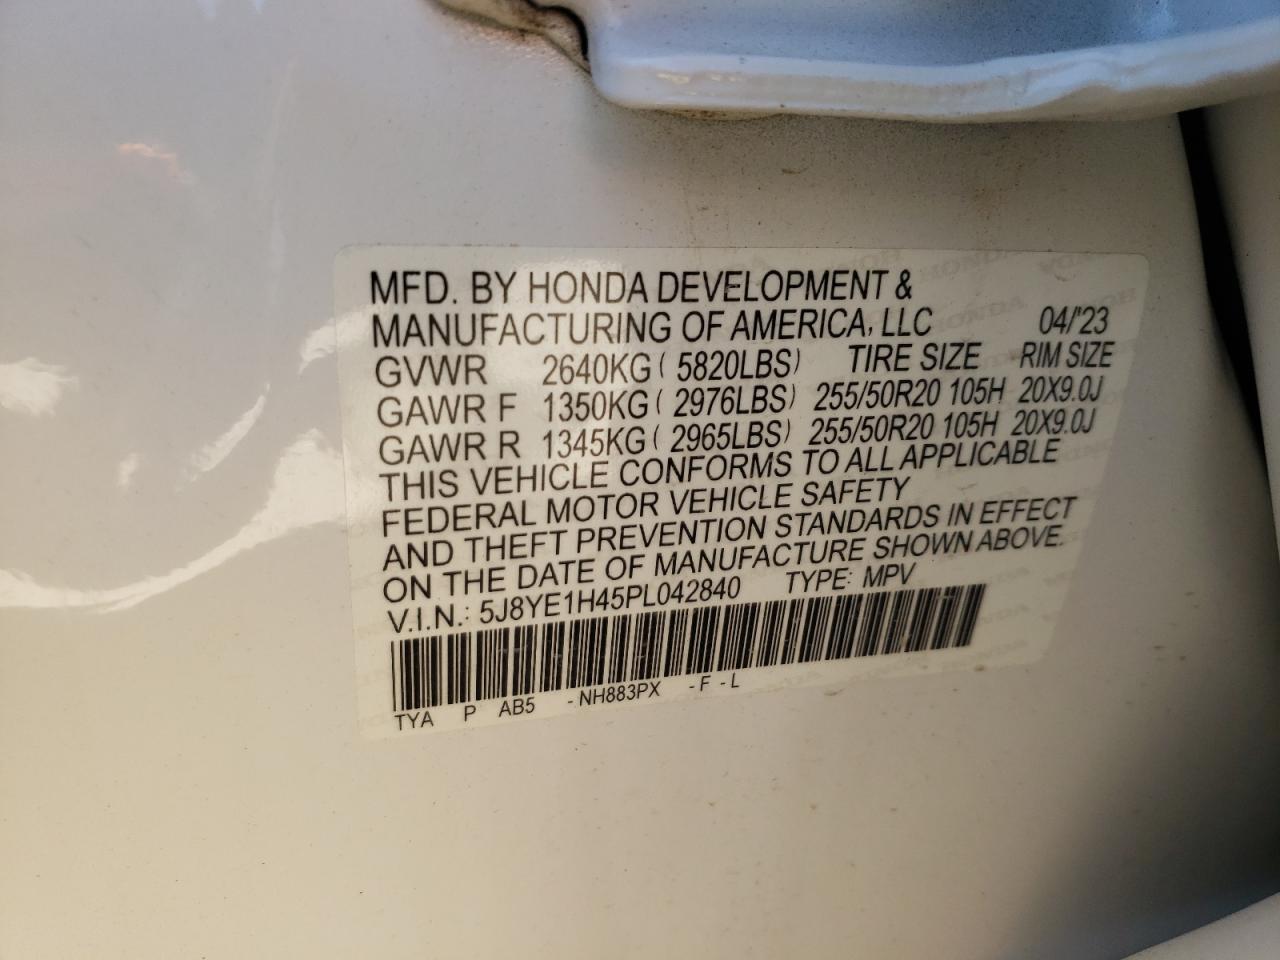 MFD. BY HONDA DEVELOPMENT &
MANUFACTURING OF AMERICA, LLC 04/'23
GVWR 2640KG ( 5820LBS) TIRE SIZE RIM SIZE
GAWR F 1350KG ( 2976LBS) 255/50R20 105H 20X9.0J
GAWR R 1345KG ( 2965LBS) 255/50R20 105H 20X9.0J
THIS VEHICLE CONFORMS TO ALL APPLICABLE
FEDERAL MOTOR VEHICLE SAFETY
AND THEFT PREVENTION STANDARDS IN EFFECT
ON THE DATE OF MANUFACTURE SHOWN ABOVE.
V.I.N.: 5J8YE1H45PL042840 TYPE: MPV
TYA P AB5 - NH883PX - F - L